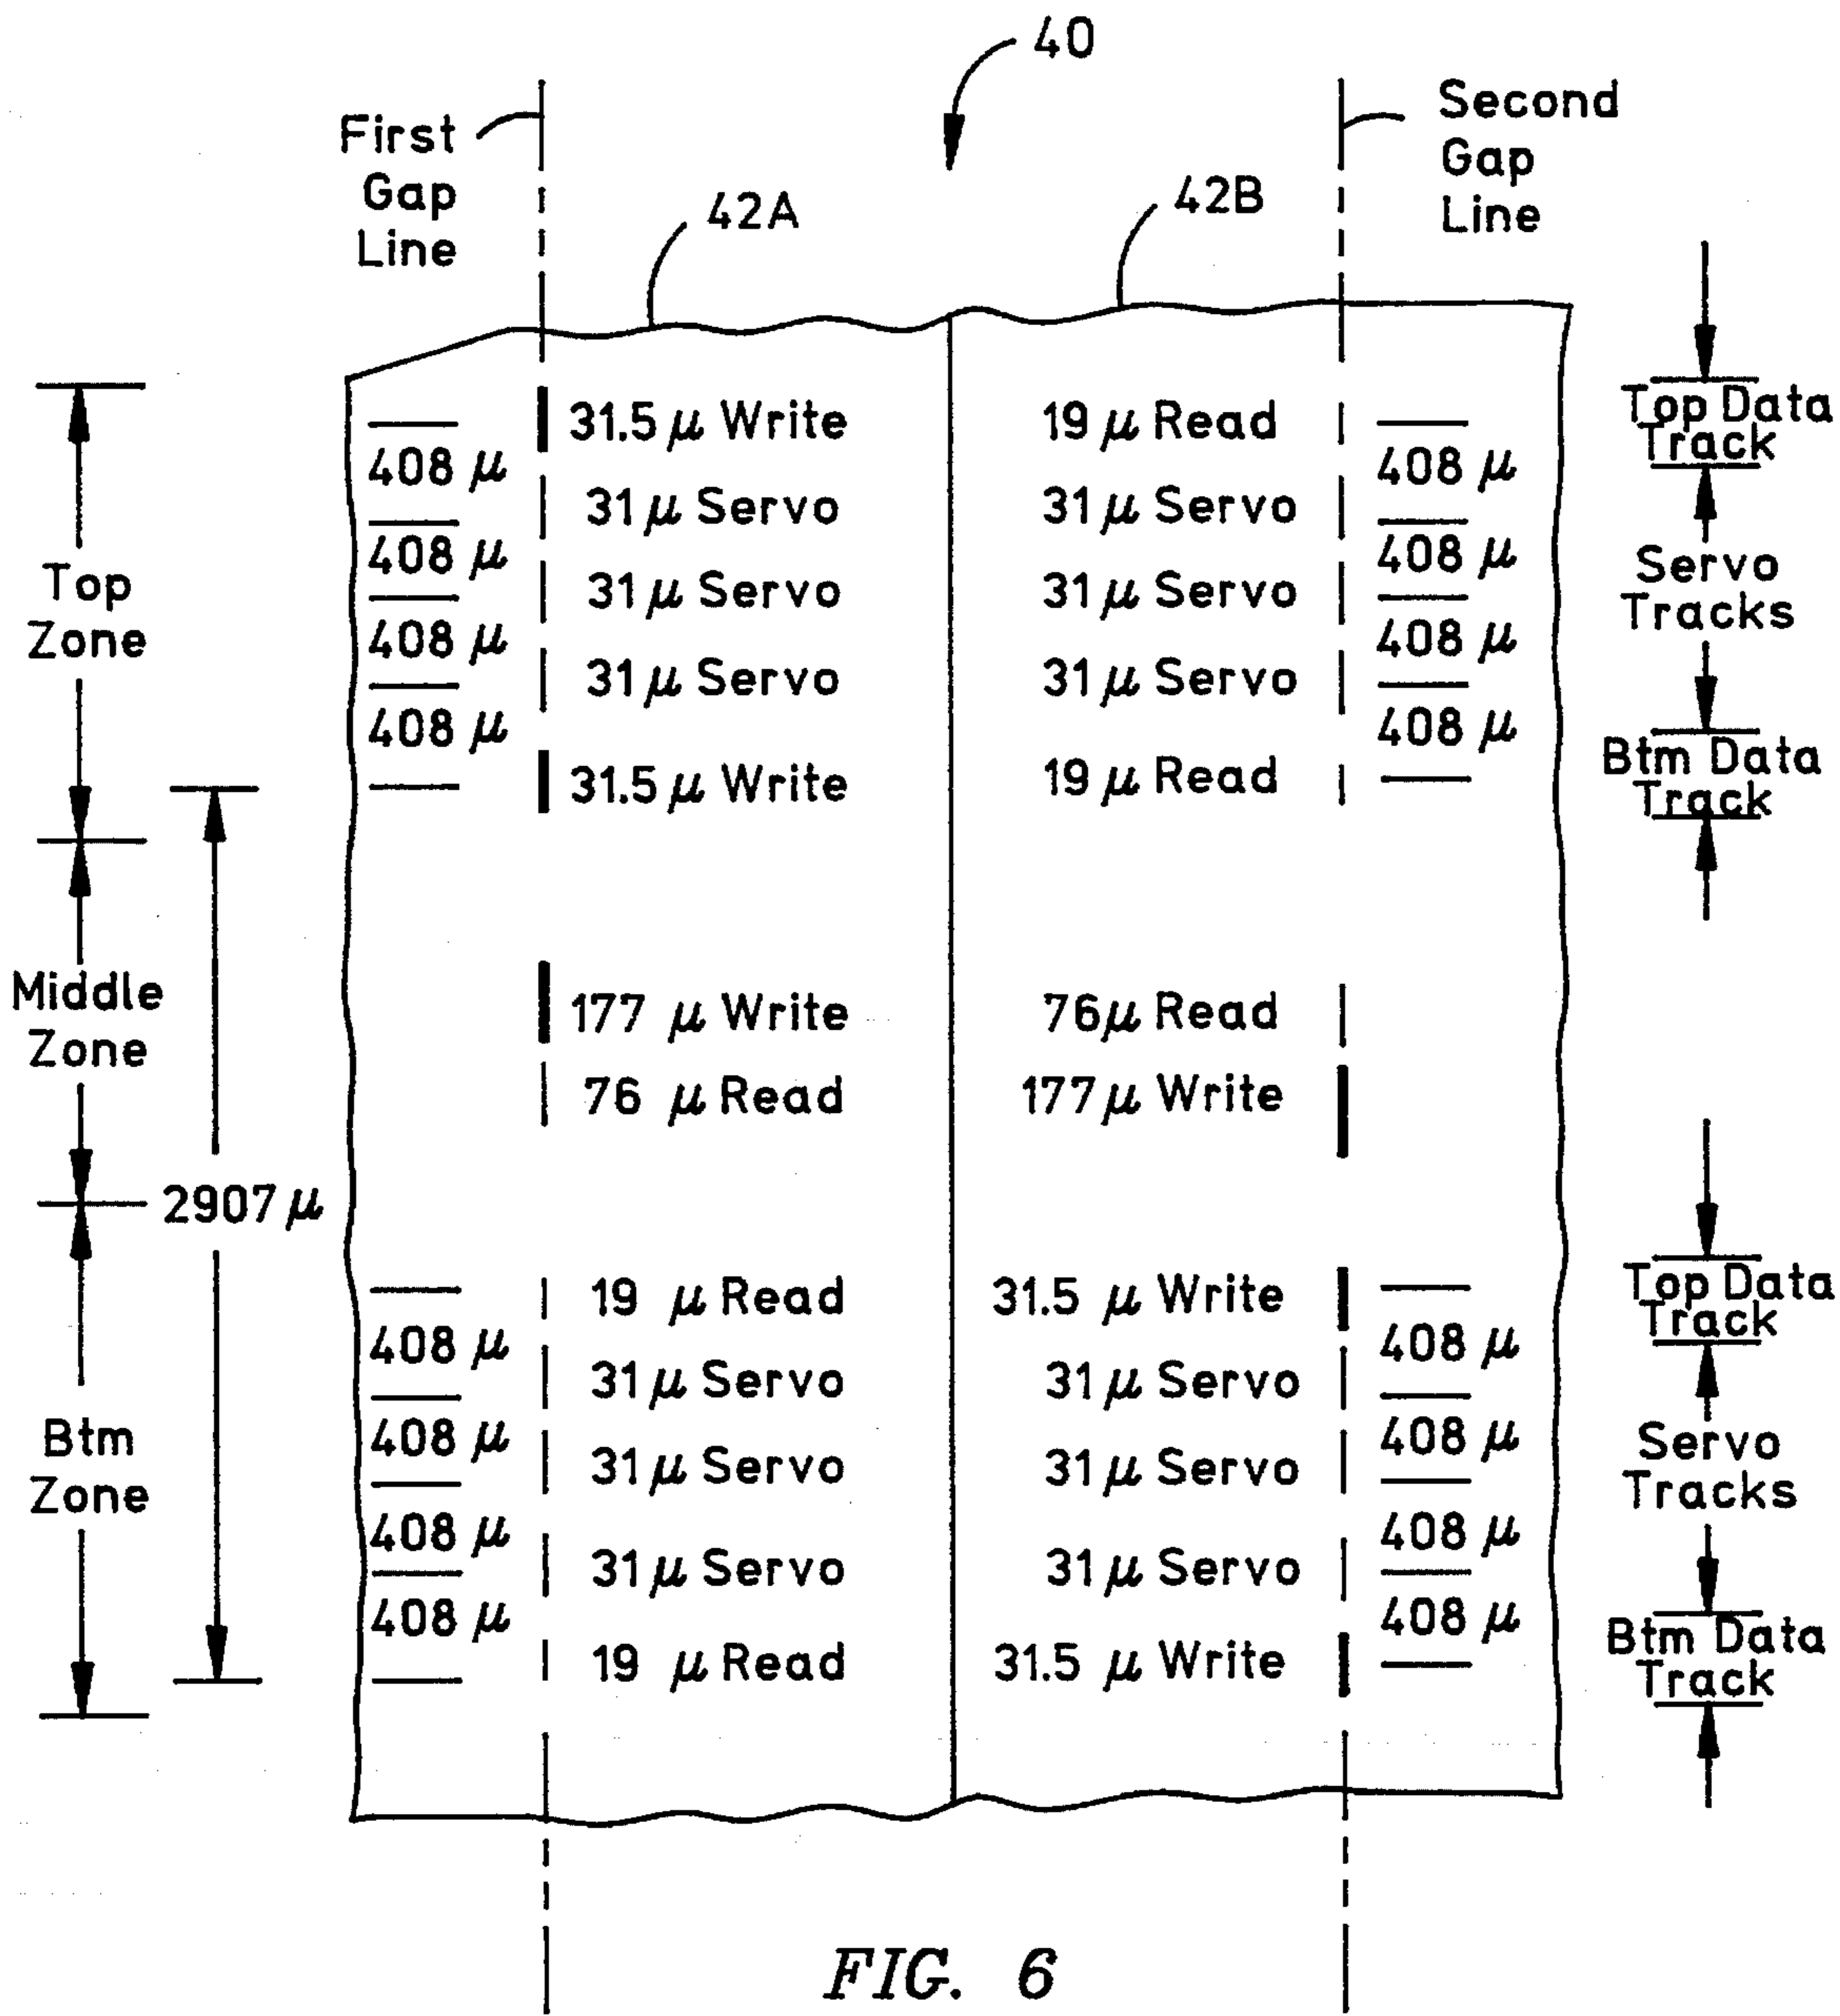 40
First
Gap
Line
Second
Gap
Line
42A
42B
31.5 μ Write
19 μ Read
Top Data
Track
408 μ
408 μ
31 μ Servo
31 μ Servo
408 μ
408 μ
Servo
Tracks
Top
Zone
31 μ Servo
31 μ Servo
408 μ
408 μ
31 μ Servo
31 μ Servo
408 μ
408 μ
31.5 μ Write
19 μ Read
Btm Data
Track
Middle
Zone
177 μ Write
76 μ Read
76 μ Read
177 μ Write
2907 μ
19 μ Read
31.5 μ Write
Top Data
Track
408 μ
408 μ
31 μ Servo
31 μ Servo
Btm
Zone
408 μ
408 μ
Servo
Tracks
31 μ Servo
31 μ Servo
408 μ
408 μ
31 μ Servo
31 μ Servo
408 μ
408 μ
19 μ Read
31.5 μ Write
Btm Data
Track
FIG. 6